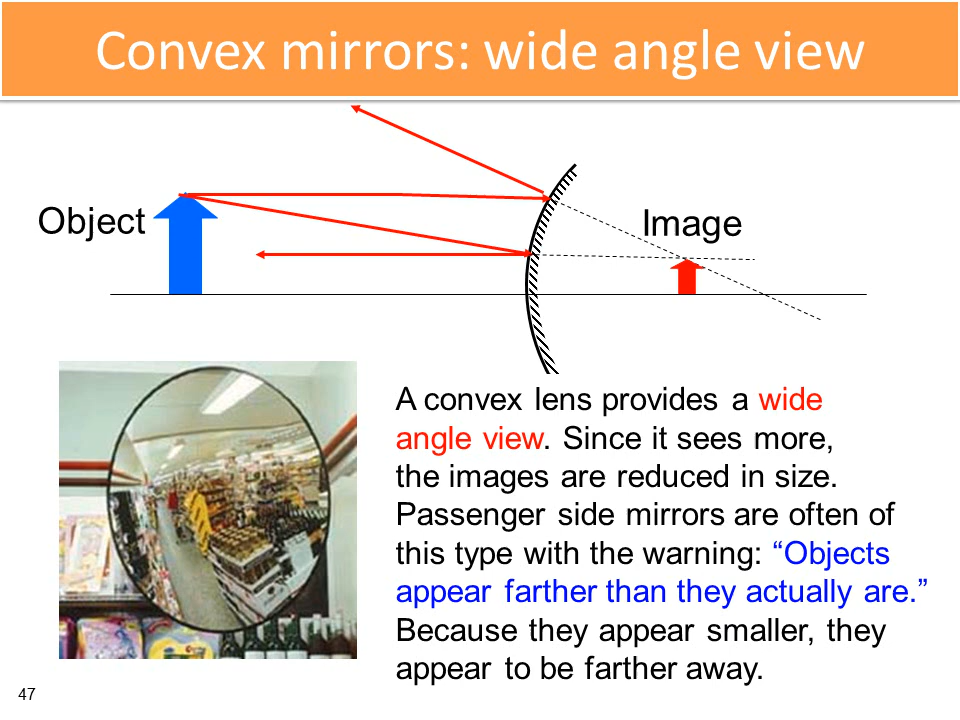 Convex mirrors: wide angle view
Object
Image
A convex lens provides a wide
angle view. Since it sees more,
the images are reduced in size.
Passenger side mirrors are often of
this type with the warning: “Objects
appear farther than they actually are.”
Because they appear smaller, they
appear to be farther away.
47